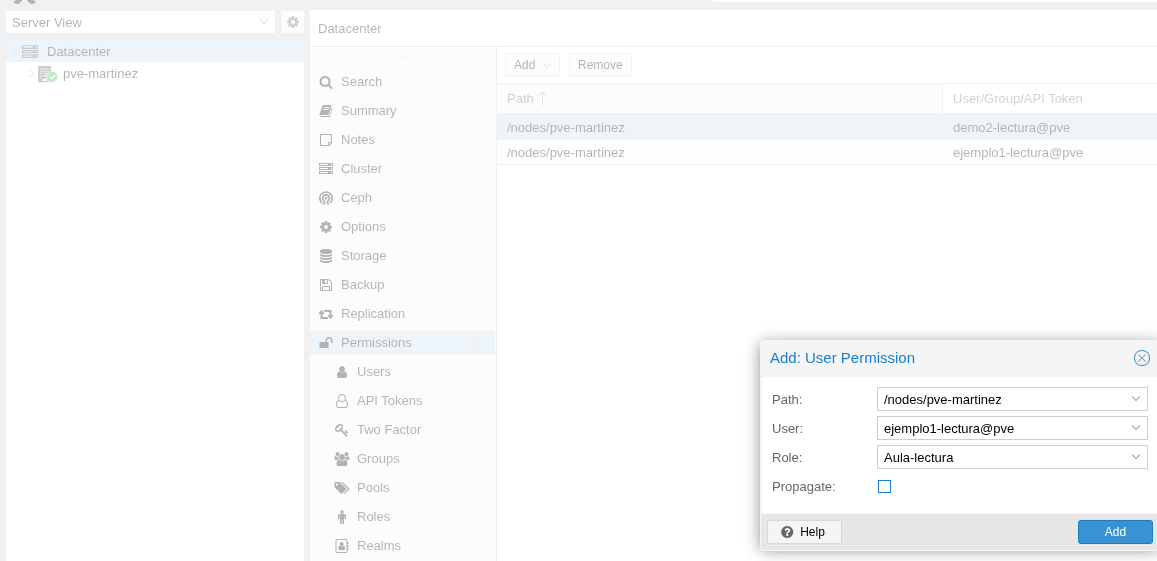 Server View
Datacenter
pve-martinez
Datacenter
Search
Summary
Notes
Cluster
Ceph
Options
Storage
Backup
Replication
Permissions
Users
API Tokens
Two Factor
Groups
Pools
Roles
Realms
Add
Remove
Path
User/Group/API Token
/nodes/pve-martinez
demo2-lectura@pve
/nodes/pve-martinez
ejemplo1-lectura@pve
Add: User Permission
Path: /nodes/pve-martinez
User: ejemplo1-lectura@pve
Role: Aula-lectura
Propagate:
Help
Add